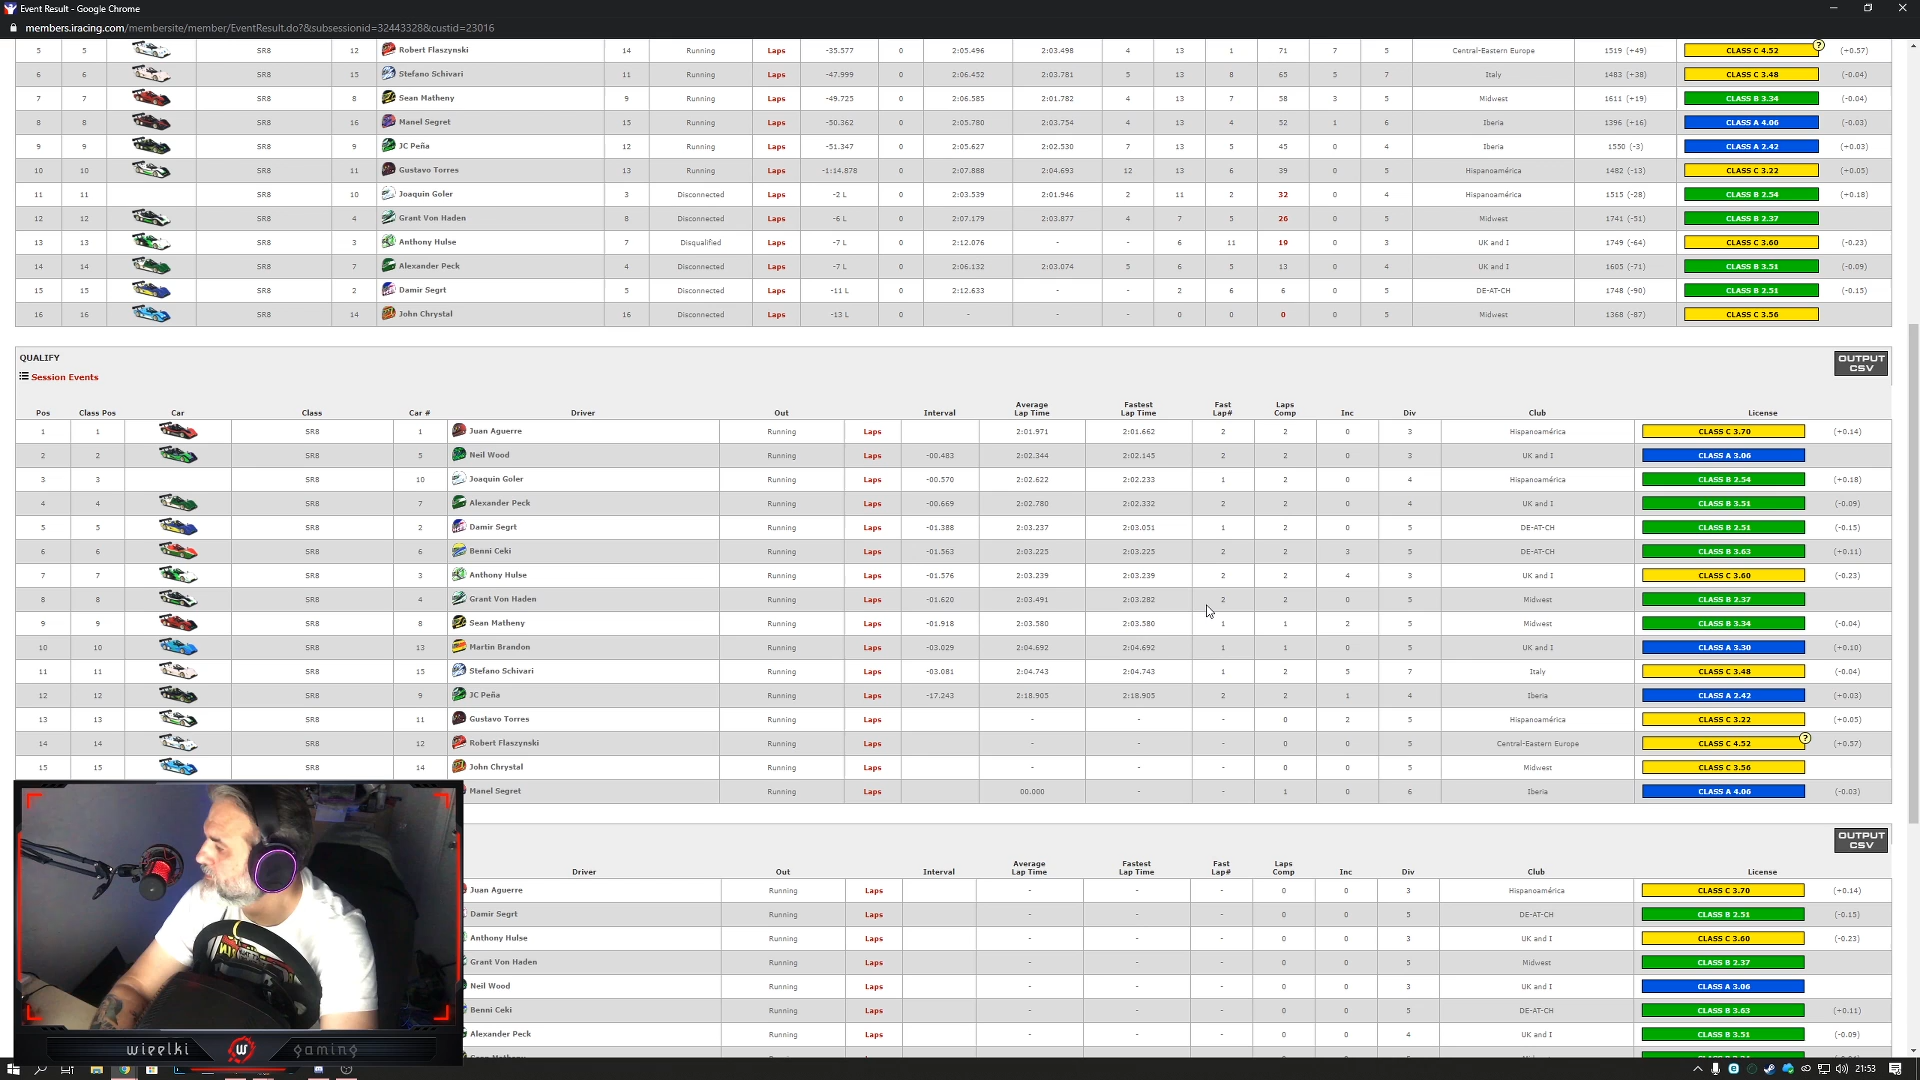 Event Result - Google Chrome
members.iracing.com/membersite/member/EventResult.do?&subsessionid=32443328&custid=23016
5 5 SR8 12 Robert Flaszynski 14 Running Laps -35.577 0 2:05.496 2:03.498 4 13 1 71 7 5 Central-Eastern Europe 1519 (+49) CLASS C 4.52 ? (+0.57)
6 6 SR8 15 Stefano Schivari 11 Running Laps -47.999 0 2:06.452 2:03.781 5 13 8 65 5 7 Italy 1483 (+38) CLASS C 3.48 (-0.04)
7 7 SR8 8 Sean Matheny 9 Running Laps -49.725 0 2:06.585 2:01.782 4 13 7 58 3 5 Midwest 1611 (+19) CLASS B 3.34 (-0.04)
8 8 SR8 16 Manel Segret 15 Running Laps -50.362 0 2:05.780 2:03.754 4 13 4 52 1 6 Iberia 1396 (+16) CLASS A 4.06 (-0.03)
9 9 SR8 9 JC Peña 12 Running Laps -51.347 0 2:05.627 2:02.530 7 13 5 45 0 4 Iberia 1550 (-3) CLASS A 2.42 (+0.03)
10 10 SR8 11 Gustavo Torres 13 Running Laps -1:14.878 0 2:07.888 2:04.693 12 13 6 39 0 5 Hispanoamérica 1482 (-13) CLASS C 3.22 (+0.05)
11 11 SR8 10 Joaquin Goler 3 Disconnected Laps -2 L 0 2:03.539 2:01.946 2 11 2 32 0 4 Hispanoamérica 1515 (-28) CLASS B 2.54 (+0.18)
12 12 SR8 4 Grant Von Haden 8 Disconnected Laps -6 L 0 2:07.179 2:03.877 4 7 5 26 0 5 Midwest 1741 (-51) CLASS B 2.37
13 13 SR8 3 Anthony Hulse 7 Disqualified Laps -7 L 0 2:12.076 - - 6 11 19 0 3 UK and I 1749 (-64) CLASS C 3.60 (-0.23)
14 14 SR8 7 Alexander Peck 4 Disconnected Laps -7 L 0 2:06.132 2:03.074 5 6 5 13 0 4 UK and I 1605 (-71) CLASS B 3.51 (-0.09)
15 15 SR8 2 Damir Segrt 5 Disconnected Laps -11 L 0 2:12.633 - - 2 6 6 0 5 DE-AT-CH 1748 (-90) CLASS B 2.51 (-0.15)
16 16 SR8 14 John Chrystal 16 Disconnected Laps -13 L 0 - - - 0 0 0 0 5 Midwest 1368 (-87) CLASS C 3.56
QUALIFY
OUTPUT CSV
Session Events
Pos Class Pos Car Class Car # Driver Out Interval Average Lap Time Fastest Lap Time Fast Lap# Laps Comp Inc Div Club License
1 1 SR8 1 Juan Aguerre Running Laps 2:01.971 2:01.662 2 2 0 3 Hispanoamérica CLASS C 3.70 (+0.14)
2 2 SR8 5 Neil Wood Running Laps -00.483 2:02.344 2:02.145 2 2 0 3 UK and I CLASS A 3.06
3 3 SR8 10 Joaquin Goler Running Laps -00.570 2:02.622 2:02.233 1 2 0 4 Hispanoamérica CLASS B 2.54 (+0.18)
4 4 SR8 7 Alexander Peck Running Laps -00.669 2:02.780 2:02.332 2 2 0 4 UK and I CLASS B 3.51 (-0.09)
5 5 SR8 2 Damir Segrt Running Laps -01.388 2:03.237 2:03.051 1 2 0 5 DE-AT-CH CLASS B 2.51 (-0.15)
6 6 SR8 6 Benni Ceki Running Laps -01.563 2:03.225 2:03.225 2 2 3 5 DE-AT-CH CLASS B 3.63 (+0.11)
7 7 SR8 3 Anthony Hulse Running Laps -01.576 2:03.239 2:03.239 2 2 4 3 UK and I CLASS C 3.60 (-0.23)
8 8 SR8 4 Grant Von Haden Running Laps -01.620 2:03.491 2:03.282 2 2 0 5 Midwest CLASS B 2.37
9 9 SR8 8 Sean Matheny Running Laps -01.918 2:03.580 2:03.580 1 1 2 5 Midwest CLASS B 3.34 (-0.04)
10 10 SR8 13 Martin Brandon Running Laps -03.029 2:04.692 2:04.692 1 1 0 5 UK and I CLASS A 3.30 (+0.10)
11 11 SR8 15 Stefano Schivari Running Laps -03.081 2:04.743 2:04.743 1 2 5 7 Italy CLASS C 3.48 (-0.04)
12 12 SR8 9 JC Peña Running Laps -17.243 2:18.905 2:18.905 2 2 1 4 Iberia CLASS A 2.42 (+0.03)
13 13 SR8 11 Gustavo Torres Running Laps - - - 0 2 5 Hispanoamérica CLASS C 3.22 (+0.05)
14 14 SR8 12 Robert Flaszynski Running Laps - - - 0 0 5 Central-Eastern Europe CLASS C 4.52 ? (+0.57)
15 15 SR8 14 John Chrystal Running Laps - - - 0 0 5 Midwest CLASS C 3.56
Manel Segret Running Laps 00.000 - - 1 0 6 Iberia CLASS A 4.06 (-0.03)
OUTPUT CSV
Driver Out Interval Average Lap Time Fastest Lap Time Fast Lap# Laps Comp Inc Div Club License
Juan Aguerre Running Laps - - - 0 0 3 Hispanoamérica CLASS C 3.70 (+0.14)
Damir Segrt Running Laps - - - 0 0 5 DE-AT-CH CLASS B 2.51 (-0.15)
Anthony Hulse Running Laps - - - 0 0 3 UK and I CLASS C 3.60 (-0.23)
Grant Von Haden Running Laps - - - 0 0 5 Midwest CLASS B 2.37
Neil Wood Running Laps - - - 0 0 3 UK and I CLASS A 3.06
Benni Ceki Running Laps - - - 0 0 5 DE-AT-CH CLASS B 3.63 (+0.11)
Alexander Peck Running Laps - - - 0 0 4 UK and I CLASS B 3.51 (-0.09)
wieelki W gaming
21:53